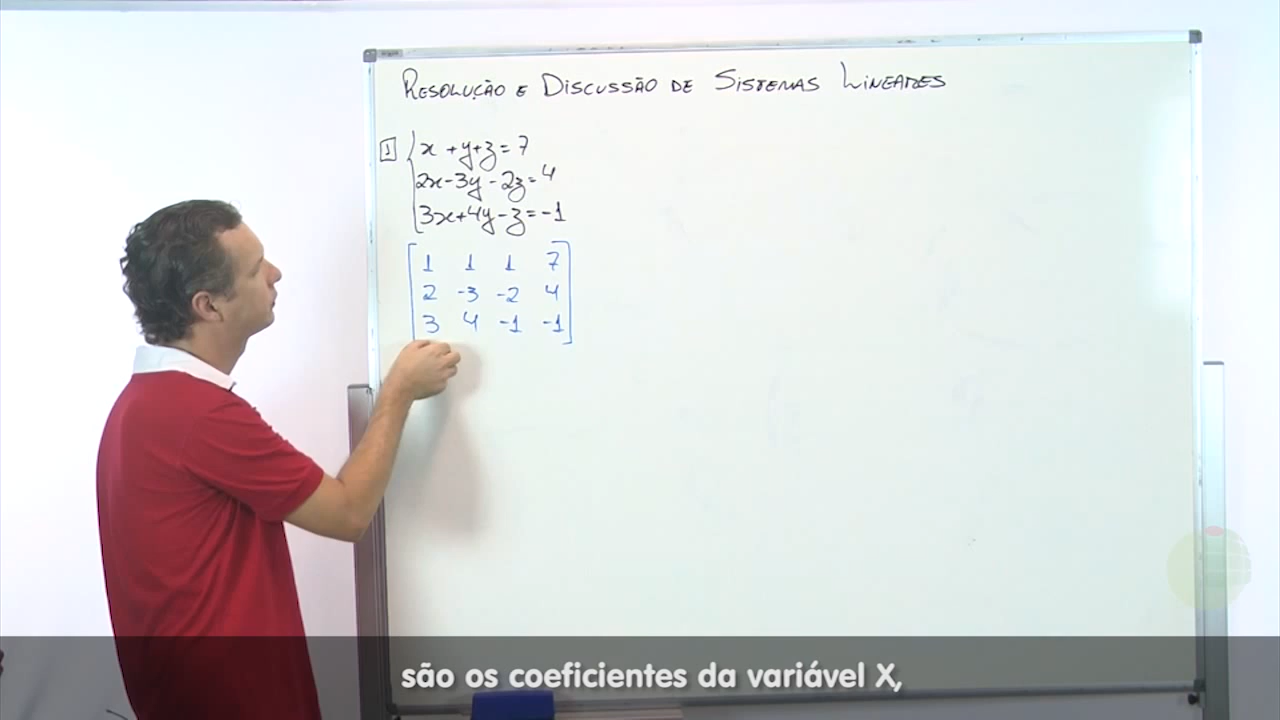 RESOLUÇÃO E DISCUSSÃO DE SISTEMAS LINEARES
1 x + y + z = 7
2x - 3y - 2z = 4
3x + 4y - z = -1
1 1 1 7
2 -3 -2 4
3 4 -1 -1
são os coeficientes da variável X,